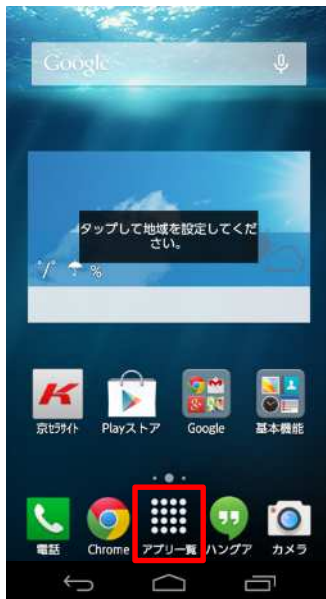 Google
タップして地域を設定してくだ
さい。
°/° %
京セラサイト Playストア Google 基本機能
電話 Chrome アプリ一覧 ハングア カメラ